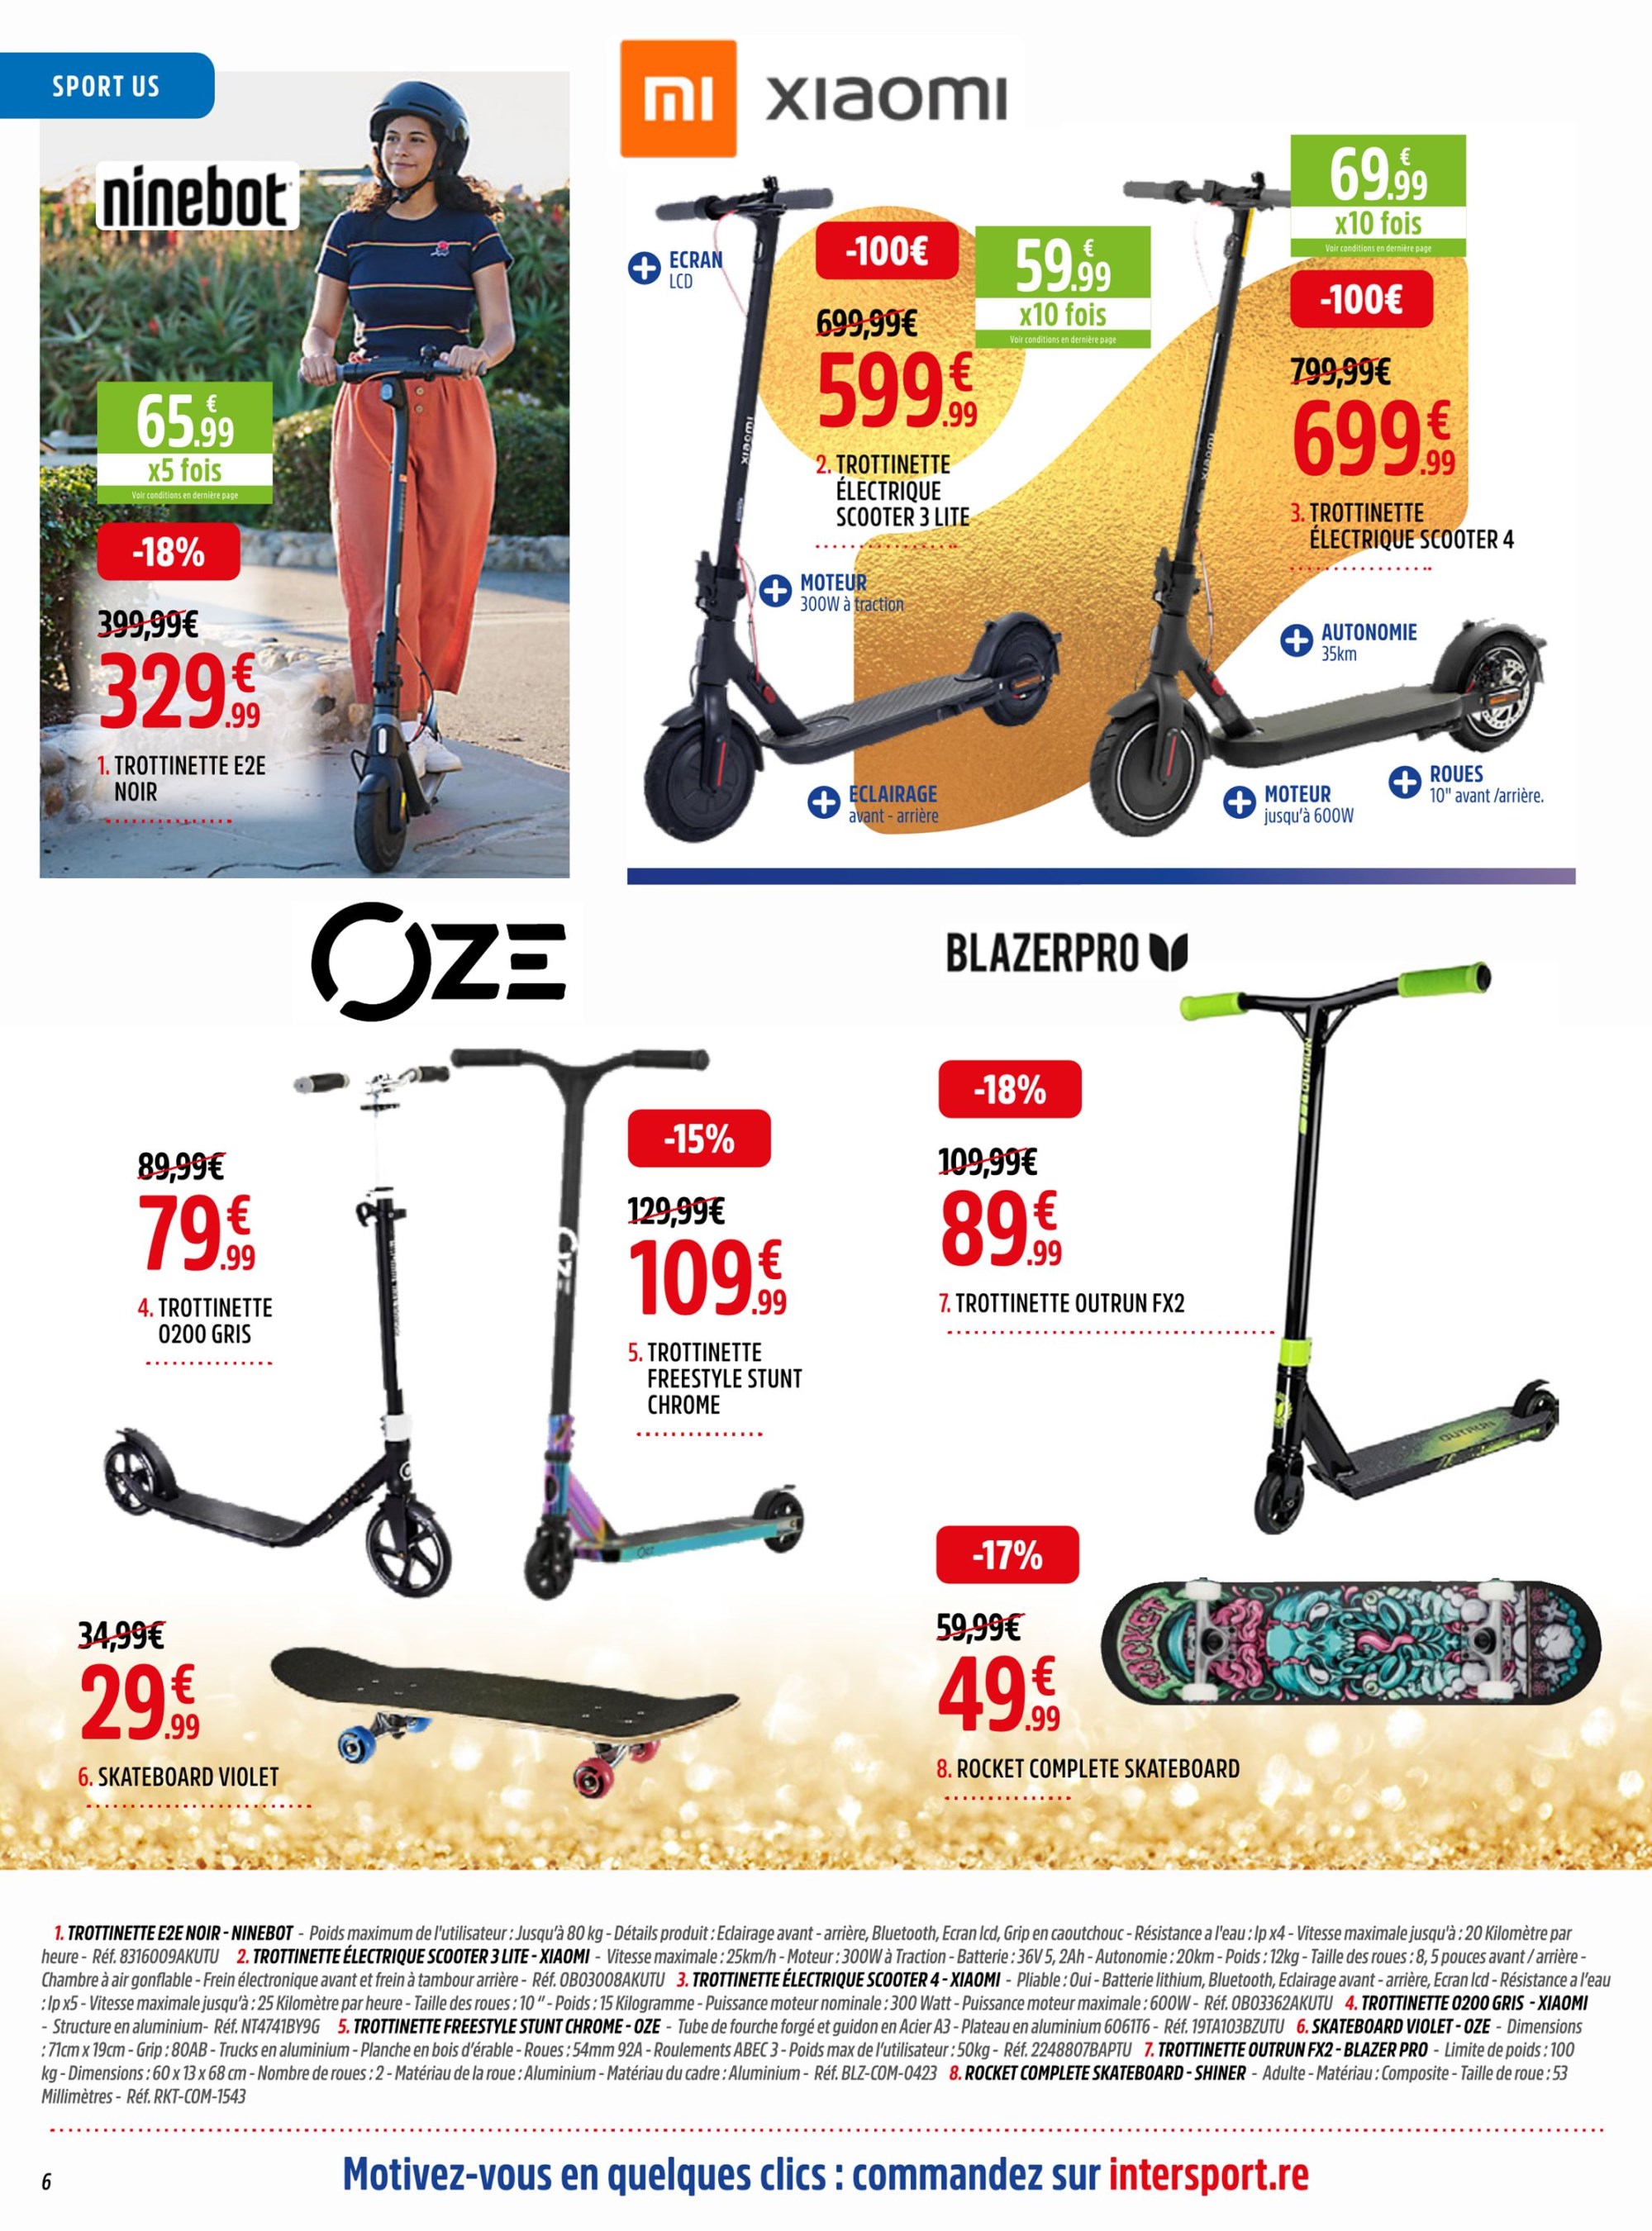 SPORT US
ninebot
65€.99
x5 fois
Voir conditions en dernière page
-18%
399,99€
329€.99
1. TROTTINETTE E2E
NOIR
mi xiaomi
+ ECRAN
LCD
-100€
699,99€
599€.99
59€.99
x10 fois
Voir conditions en dernière page
2. TROTTINETTE
ÉLECTRIQUE
SCOOTER 3 LITE
+ MOTEUR
300W à traction
+ ECLAIRAGE
avant - arrière
xiaomi
69€.99
x10 fois
Voir conditions en dernière page
-100€
799,99€
699€.99
3. TROTTINETTE
ÉLECTRIQUE SCOOTER 4
+ AUTONOMIE
35km
+ MOTEUR
jusqu'à 600W
+ ROUES
10" avant /arrière.
xiaomi
OZE
89,99€
79€.99
4. TROTTINETTE
O200 GRIS
-15%
129,99€
109€.99
5. TROTTINETTE
FREESTYLE STUNT
CHROME
OZE
BLAZERPRO
-18%
109,99€
89€.99
7. TROTTINETTE OUTRUN FX2
OUTRUN
OUTRUN
34,99€
29€.99
6. SKATEBOARD VIOLET
-17%
59,99€
49€.99
8. ROCKET COMPLETE SKATEBOARD
ROCKET
1. TROTTINETTE E2E NOIR - NINEBOT - Poids maximum de l'utilisateur : Jusqu'à 80 kg - Détails produit : Eclairage avant - arrière, Bluetooth, Ecran lcd, Grip en caoutchouc - Résistance a l'eau : Ip x4 - Vitesse maximale jusqu'à : 20 Kilomètre par
heure - Réf. 8316009AKUTU 2. TROTTINETTE ÉLECTRIQUE SCOOTER 3 LITE - XIAOMI - Vitesse maximale : 25km/h - Moteur : 300W à Traction - Batterie : 36V 5, 2Ah - Autonomie : 20km - Poids : 12kg - Taille des roues : 8, 5 pouces avant / arrière -
Chambre à air gonflable - Frein électronique avant et frein à tambour arrière - Réf. OBO3008AKUTU 3. TROTTINETTE ÉLECTRIQUE SCOOTER 4 - XIAOMI - Pliable : Oui - Batterie lithium, Bluetooth, Eclairage avant - arrière, Ecran lcd - Résistance a l'eau
: Ip x5 - Vitesse maximale jusqu'à : 25 Kilomètre par heure - Taille des roues : 10 " - Poids : 15 Kilogramme - Puissance moteur nominale : 300 Watt - Puissance moteur maximale : 600W - Réf. OBO3362AKUTU 4. TROTTINETTE O200 GRIS - XIAOMI
- Structure en aluminium- Réf. NT4741BY9G 5. TROTTINETTE FREESTYLE STUNT CHROME - OZE - Tube de fourche forgé et guidon en Acier A3 - Plateau en aluminium 6061T6 - Réf. 19TA103BZUTU 6. SKATEBOARD VIOLET - OZE - Dimensions
: 71cm x 19cm - Grip : 80AB - Trucks en aluminium - Planche en bois d'érable - Roues : 54mm 92A - Roulements ABEC 3 - Poids max de l'utilisateur : 50kg - Réf. 2248807BAPTU 7. TROTTINETTE OUTRUN FX2 - BLAZER PRO - Limite de poids : 100
kg - Dimensions : 60 x 13 x 68 cm - Nombre de roues : 2 - Matériau de la roue : Aluminium - Matériau du cadre : Aluminium - Réf. BLZ-COM-0423 8. ROCKET COMPLETE SKATEBOARD - SHINER - Adulte - Matériau : Composite - Taille de roue : 53
Millimètres - Réf. RKT-COM-1543
6
Motivez-vous en quelques clics : commandez sur intersport.re